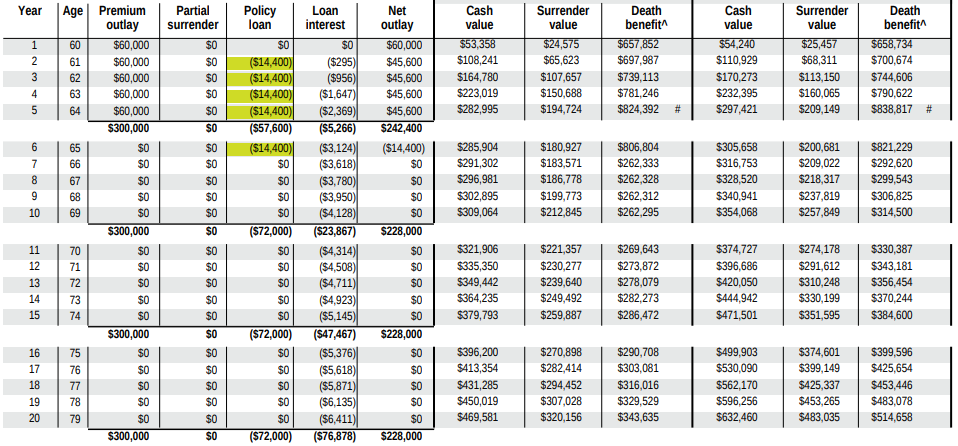 Year Age Premium outlay Partial surrender Policy loan Loan interest Net outlay Cash value Surrender value Death benefit^ Cash value Surrender value Death benefit^
1 60 $60,000 $0 $0 $0 $60,000 $53,358 $24,575 $657,852 $54,240 $25,457 $658,734
2 61 $60,000 $0 ($14,400) ($295) $45,600 $108,241 $65,623 $697,987 $110,929 $68,311 $700,674
3 62 $60,000 $0 ($14,400) ($956) $45,600 $164,780 $107,657 $739,113 $170,273 $113,150 $744,606
4 63 $60,000 $0 ($14,400) ($1,647) $45,600 $223,019 $150,688 $781,246 $232,395 $160,065 $790,622
5 64 $60,000 $0 ($14,400) ($2,369) $45,600 $282,995 $194,724 $824,392 # $297,421 $209,149 $838,817 #
$300,000 $0 ($57,600) ($5,266) $242,400
6 65 $0 $0 ($14,400) ($3,124) ($14,400) $285,904 $180,927 $806,804 $305,658 $200,681 $821,229
7 66 $0 $0 $0 ($3,618) $0 $291,302 $183,571 $262,333 $316,753 $209,022 $292,620
8 67 $0 $0 $0 ($3,780) $0 $296,981 $186,778 $262,328 $328,520 $218,317 $299,543
9 68 $0 $0 $0 ($3,950) $0 $302,895 $199,773 $262,312 $340,941 $237,819 $306,825
10 69 $0 $0 $0 ($4,128) $0 $309,064 $212,845 $262,295 $354,068 $257,849 $314,500
$300,000 $0 ($72,000) ($23,867) $228,000
11 70 $0 $0 $0 ($4,314) $0 $321,906 $221,357 $269,643 $374,727 $274,178 $330,387
12 71 $0 $0 $0 ($4,508) $0 $335,350 $230,277 $273,872 $396,686 $291,612 $343,181
13 72 $0 $0 $0 ($4,711) $0 $349,442 $239,640 $278,079 $420,050 $310,248 $356,454
14 73 $0 $0 $0 ($4,923) $0 $364,235 $249,492 $282,273 $444,942 $330,199 $370,244
15 74 $0 $0 $0 ($5,145) $0 $379,793 $259,887 $286,472 $471,501 $351,595 $384,600
$300,000 $0 ($72,000) ($47,467) $228,000
16 75 $0 $0 $0 ($5,376) $0 $396,200 $270,898 $290,708 $499,903 $374,601 $399,596
17 76 $0 $0 $0 ($5,618) $0 $413,354 $282,414 $303,081 $530,090 $399,149 $425,654
18 77 $0 $0 $0 ($5,871) $0 $431,285 $294,452 $316,016 $562,170 $425,337 $453,446
19 78 $0 $0 $0 ($6,135) $0 $450,019 $307,028 $329,529 $596,256 $453,265 $483,078
20 79 $0 $0 $0 ($6,411) $0 $469,581 $320,156 $343,635 $632,460 $483,035 $514,658
$300,000 $0 ($72,000) ($76,878) $228,000